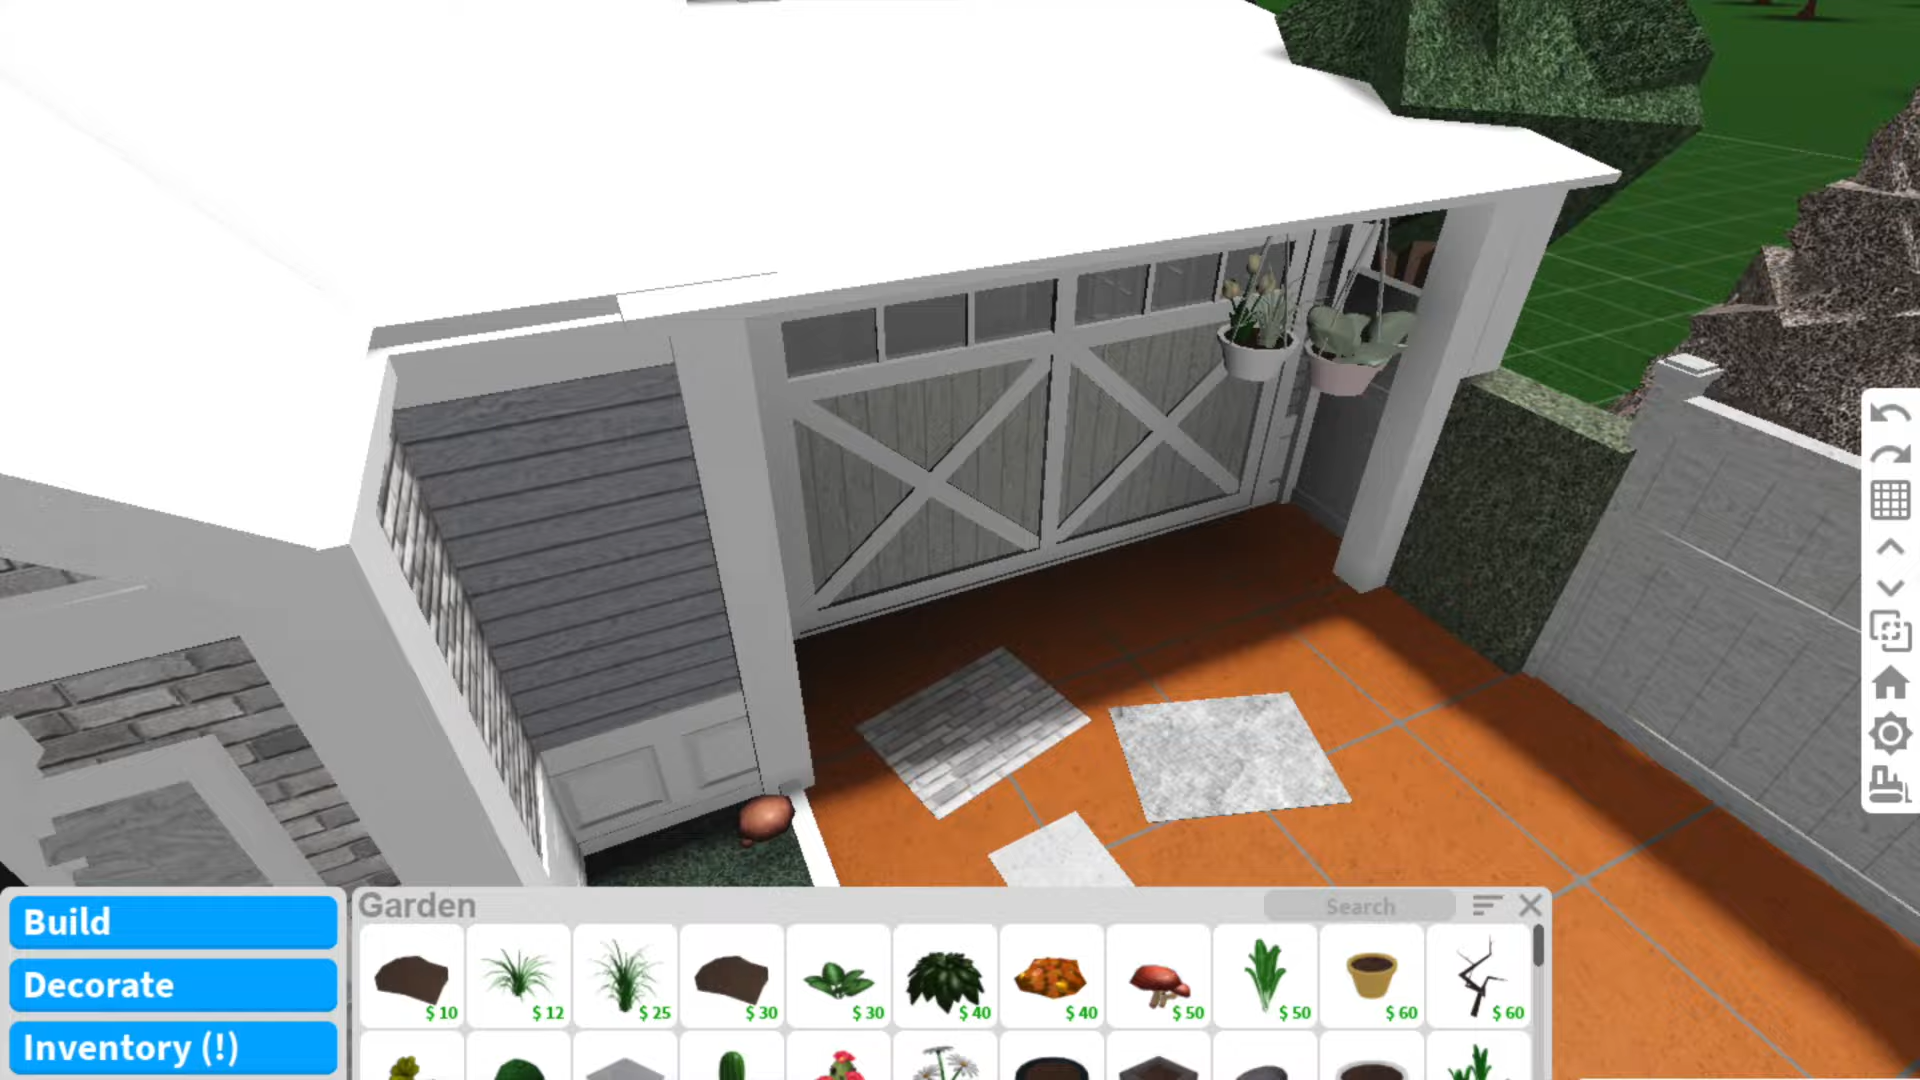 Build
Decorate
Inventory (!)
Garden
Search
$ 10
$ 12
$ 25
$ 30
$ 30
$ 40
$ 40
$ 50
$ 50
$ 60
$ 60